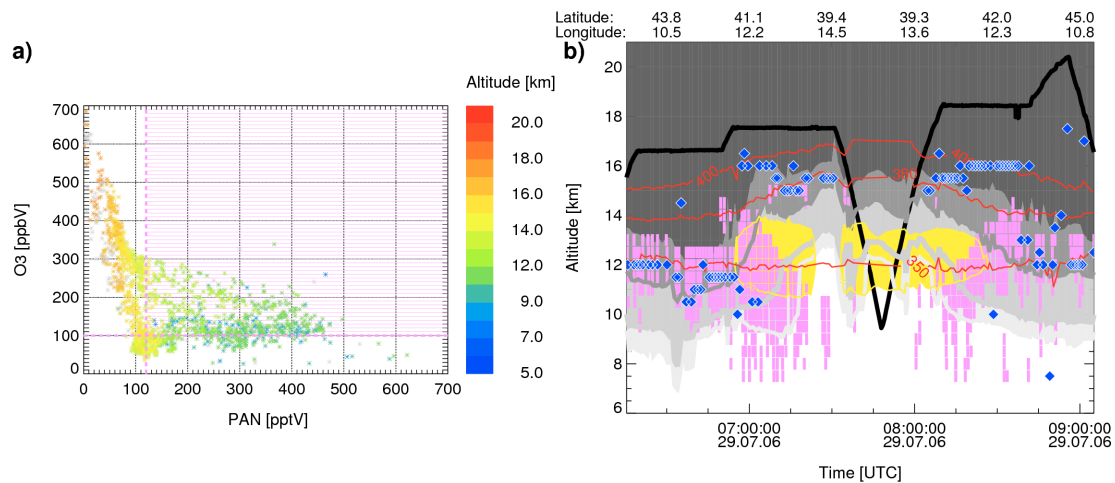 Latitude: 43.8 41.1 39.4 39.3 42.0 45.0
Longitude: 10.5 12.2 14.5 13.6 12.3 10.8
a)
b)
Altitude [km]
20.0
18.0
16.0
14.0
12.0
9.0
7.0
5.0
O3 [ppbV]
700
600
500
400
300
200
100
0
0 100 200 300 400 500 600 700
PAN [pptV]
Altitude [km]
20
18
16
14
12
10
8
6
400
380
350
07:00:00 08:00:00 09:00:00
29.07.06 29.07.06 29.07.06
Time [UTC]